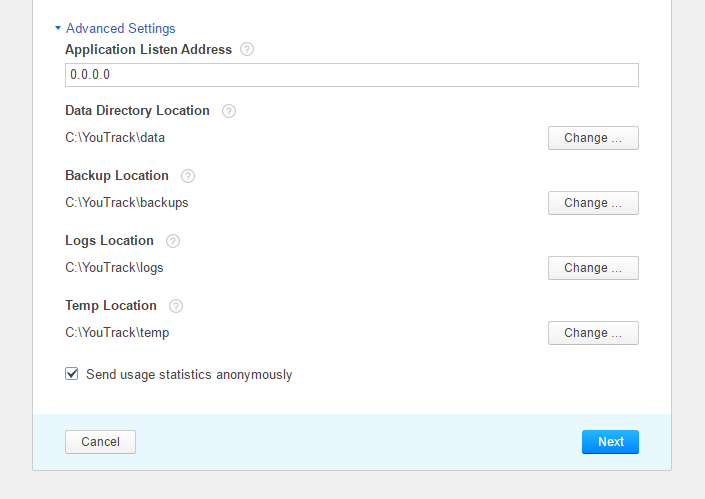 Advanced Settings
Application Listen Address ?
0.0.0.0
Data Directory Location ?
C:\YouTrack\data Change ...
Backup Location ?
C:\YouTrack\backups Change ...
Logs Location ?
C:\YouTrack\logs Change ...
Temp Location ?
C:\YouTrack\temp Change ...
Send usage statistics anonymously
Cancel Next